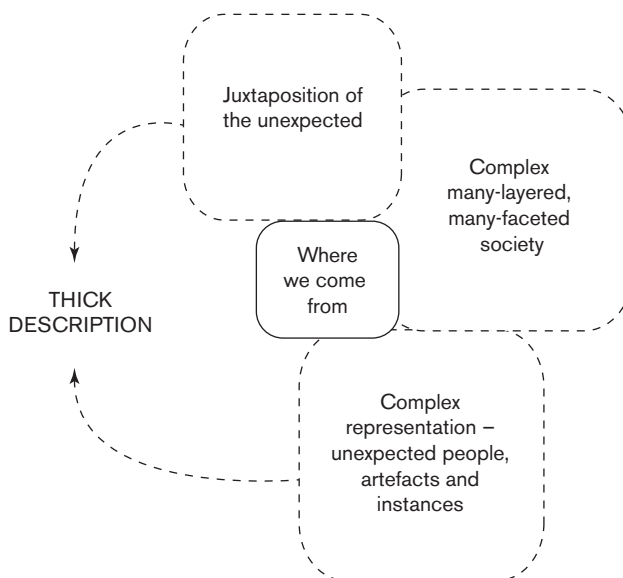 Juxtaposition of
the unexpected
Complex
many-layered,
many-faceted
society
Where
we come
from
THICK
DESCRIPTION
Complex
representation –
unexpected people,
artefacts and
instances